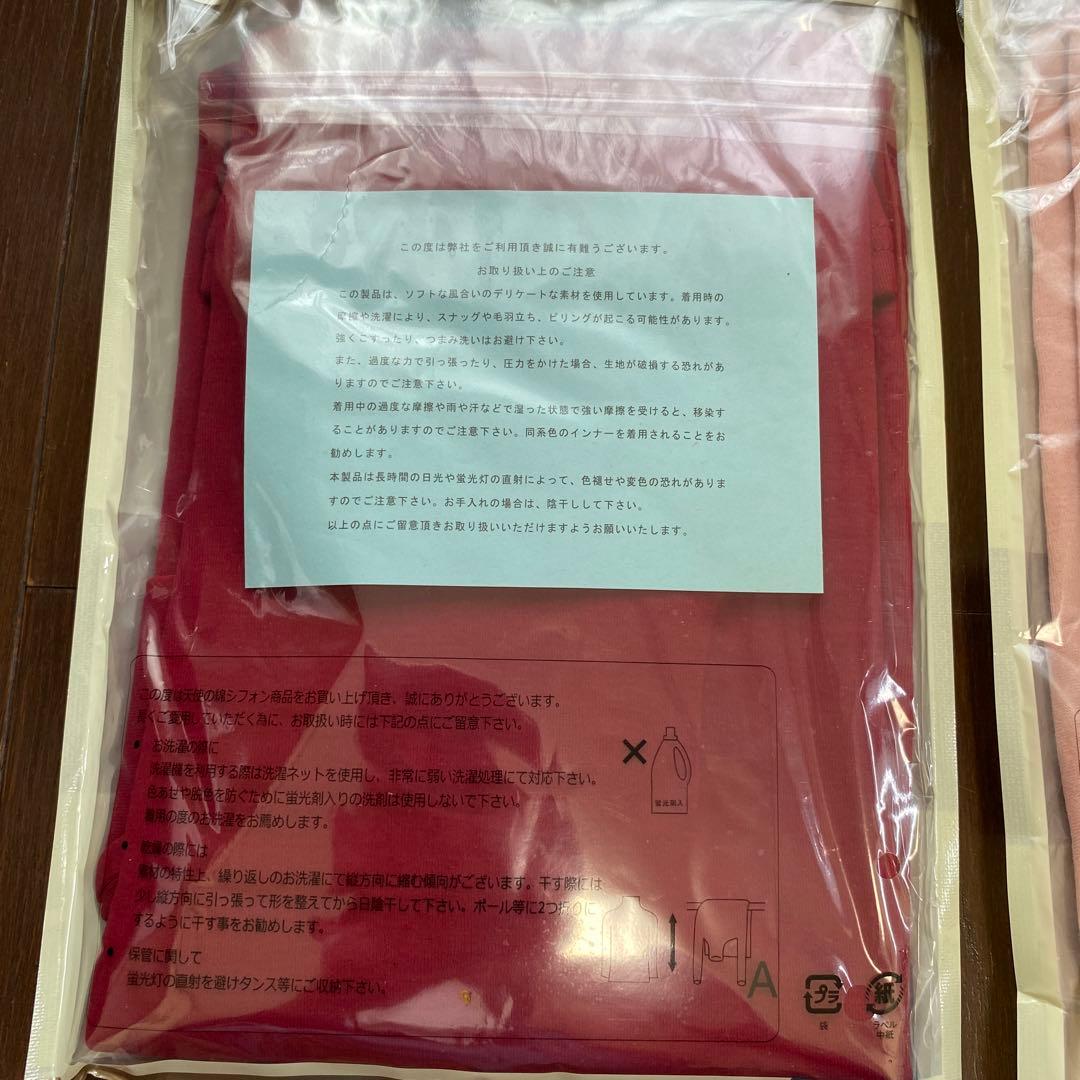 この度は弊社をご利用頂き誠に有難うございます。
お取り扱い上のご注意
この製品は、ソフトな風合いのデリケートな素材を使用しています。着用時の
摩擦や洗濯により、スナッグや毛羽立ち、ピリングが起こる可能性があります。
強くこすったり、つまみ洗いはお避け下さい。
また、過度な力で引っ張ったり、圧力をかけた場合、生地が破損する恐れがあ
りますのでご注意下さい。
着用中の過度な摩擦や雨や汗などで湿った状態で強い摩擦を受けると、移染す
ることがありますのでご注意下さい。同系色のインナーを着用されることをお
勧めします。
本製品は長時間の日光や蛍光灯の直射によって、色褪せや変色の恐れがありま
すのでご注意下さい。お手入れの場合は、陰干しして下さい。
以上の点にご留意頂きお取り扱いいただけますようお願いいたします。
この度は天使の綿シフォン商品をお買い上げ頂き、誠にありがとうございます。
長くご愛用していただく為に、お取扱い時には下記の点にご留意下さい。
● お洗濯の際に
洗濯機を利用する際は洗濯ネットを使用し、非常に弱い洗濯処理にて対応下さい。
色あせや脱色を防ぐために蛍光剤入りの洗剤は使用しないで下さい。
着用の度のお洗濯をお薦めします。
蛍光剤入
● 乾燥の際には
素材の特性上、繰り返しのお洗濯にて縦方向に縮む傾向がございます。干す際には
少し縦方向に引っ張って形を整えてから日陰干して下さい。ポール等に2つ折りに
するように干す事をお勧めします。
● 保管に関して
蛍光灯の直射を避けタンス等にご収納下さい。
A
プラ
袋
紙
ラベル
中紙